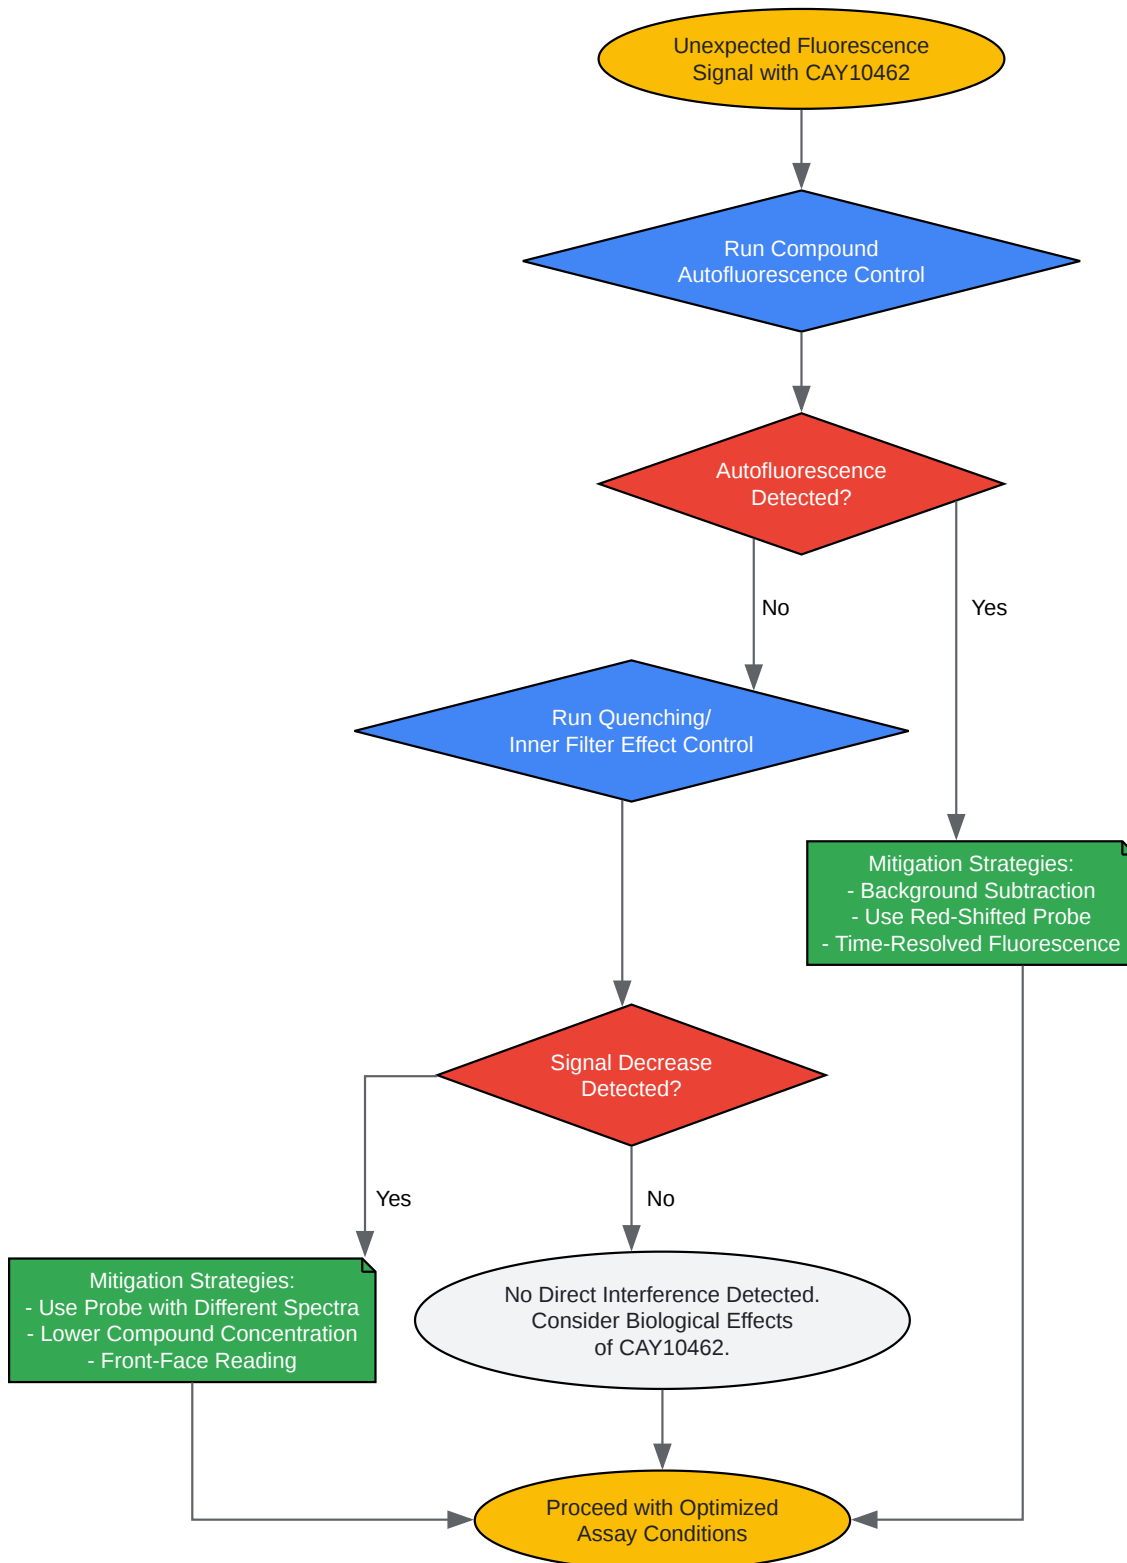 Unexpected Fluorescence
Signal with CAY10462
Run Compound
Autofluorescence Control
Autofluorescence
Detected?
No
Yes
Run Quenching/
Inner Filter Effect Control
Mitigation Strategies:
- Background Subtraction
- Use Red-Shifted Probe
- Time-Resolved Fluorescence
Signal Decrease
Detected?
Yes
No
Mitigation Strategies:
- Use Probe with Different Spectra
- Lower Compound Concentration
- Front-Face Reading
No Direct Interference Detected.
Consider Biological Effects
of CAY10462.
Proceed with Optimized
Assay Conditions